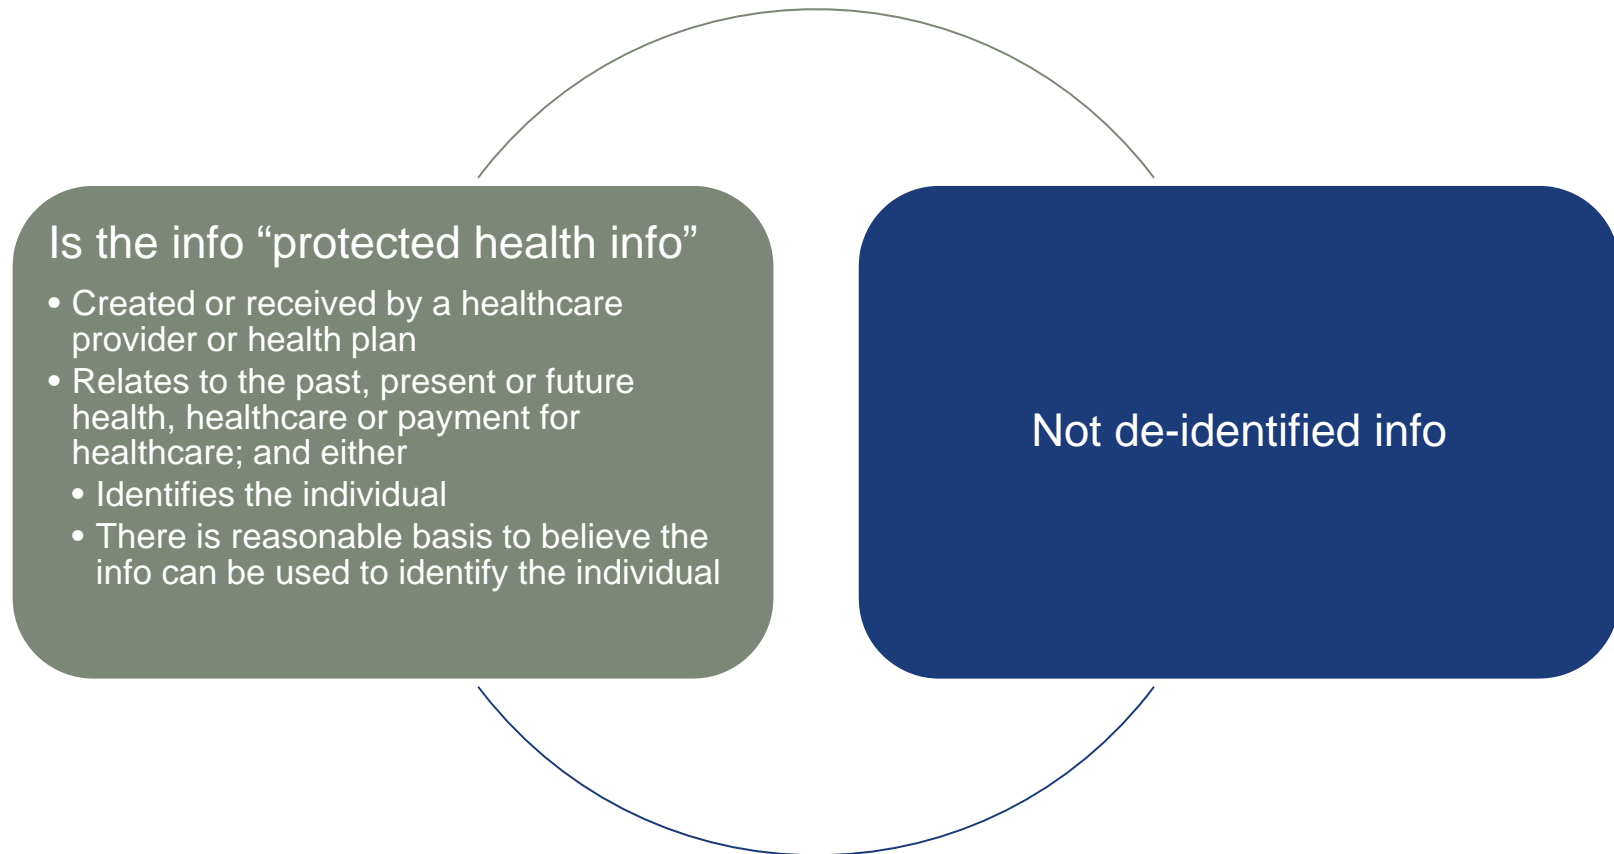 Is the info “protected health info”
• Created or received by a healthcare
provider or health plan
• Relates to the past, present or future
health, healthcare or payment for
healthcare; and either
• Identifies the individual
• There is reasonable basis to believe the
info can be used to identify the individual
Not de-identified info